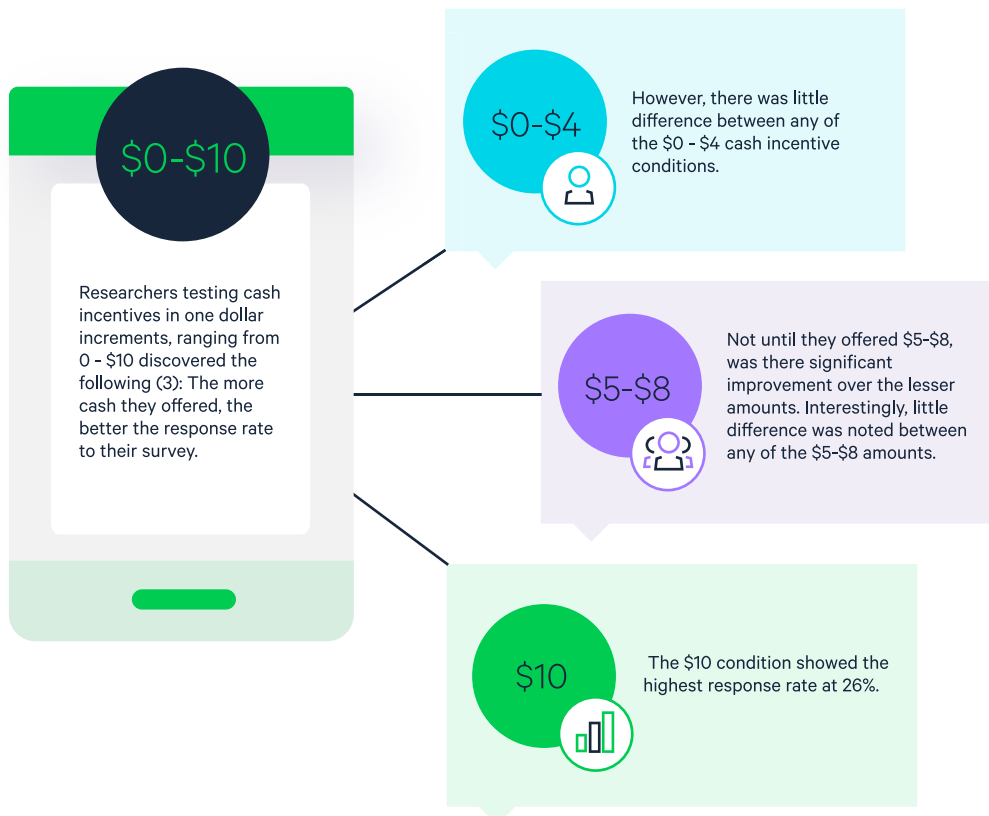 $0-$10
Researchers testing cash
incentives in one dollar
increments, ranging from
0 - $10 discovered the
following (3): The more
cash they offered, the
better the response rate
to their survey.
$0-$4
However, there was little
difference between any of
the $0 - $4 cash incentive
conditions.
$5-$8
Not until they offered $5-$8,
was there significant
improvement over the lesser
amounts. Interestingly, little
difference was noted between
any of the $5-$8 amounts.
$10
The $10 condition showed the
highest response rate at 26%.